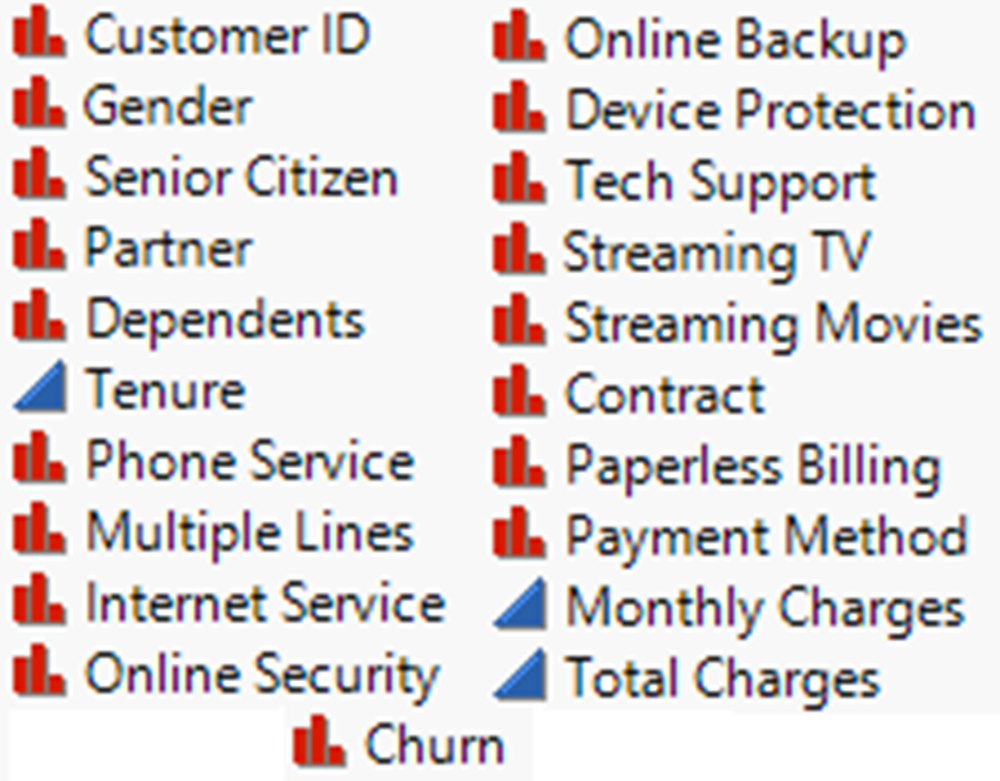 Customer ID
Gender
Senior Citizen
Partner
Dependents
Tenure
Phone Service
Multiple Lines
Internet Service
Online Security
Online Backup
Device Protection
Tech Support
Streaming TV
Streaming Movies
Contract
Paperless Billing
Payment Method
Monthly Charges
Total Charges
Churn